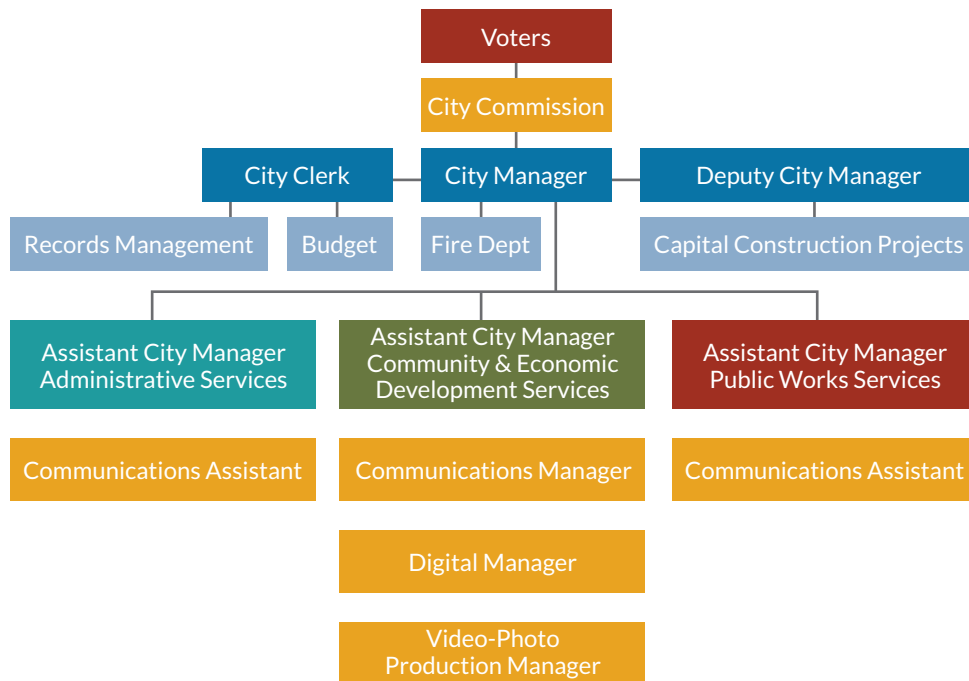 Voters
City Commission
City Clerk
City Manager
Deputy City Manager
Records Management
Budget
Fire Dept
Capital Construction Projects
Assistant City Manager
Administrative Services
Assistant City Manager
Community & Economic
Development Services
Assistant City Manager
Public Works Services
Communications Assistant
Communications Manager
Communications Assistant
Digital Manager
Video-Photo
Production Manager